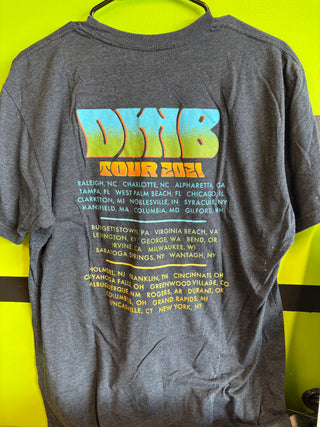 DMB
TOUR 2021
RALEIGH, NC CHARLOTTE, NC ALPHARETTA, GA
TAMPA, FL WEST PALM BEACH, FL CHICAGO, IL
CLARKSTON, MI NOBLESVILLE, IN SYRACUSE, NY
MANSFIELD, MA COLUMBIA, MD GILFORD, NH
BURGETTSTOWN, PA VIRGINIA BEACH, VA
LEXINGTON, KY GEORGE, WA BEND, OR
IRVINE, CA MILWAUKEE, WI
SARATOGA SPRINGS, NY WANTAGH, NY
HOLMDEL, NJ FRANKLIN, TN CINCINNATI, OH
CUYAHOGA FALLS, OH GREENWOOD VILLAGE, CO
ALBUQUERQUE, NM ROGERS, AR DURANT, OK
COLUMBUS, OH GRAND RAPIDS, MI
UNCASVILLE, CT NEW YORK, NY